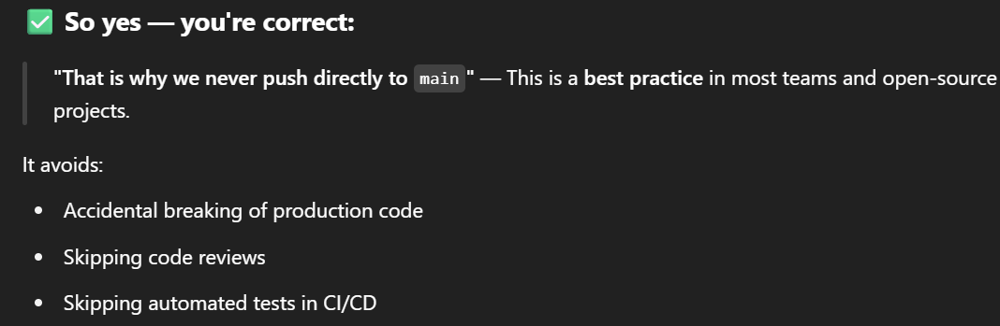 ✅ So yes — you're correct:
"That is why we never push directly to main" — This is a best practice in most teams and open-source
projects.
It avoids:
• Accidental breaking of production code
• Skipping code reviews
• Skipping automated tests in CI/CD